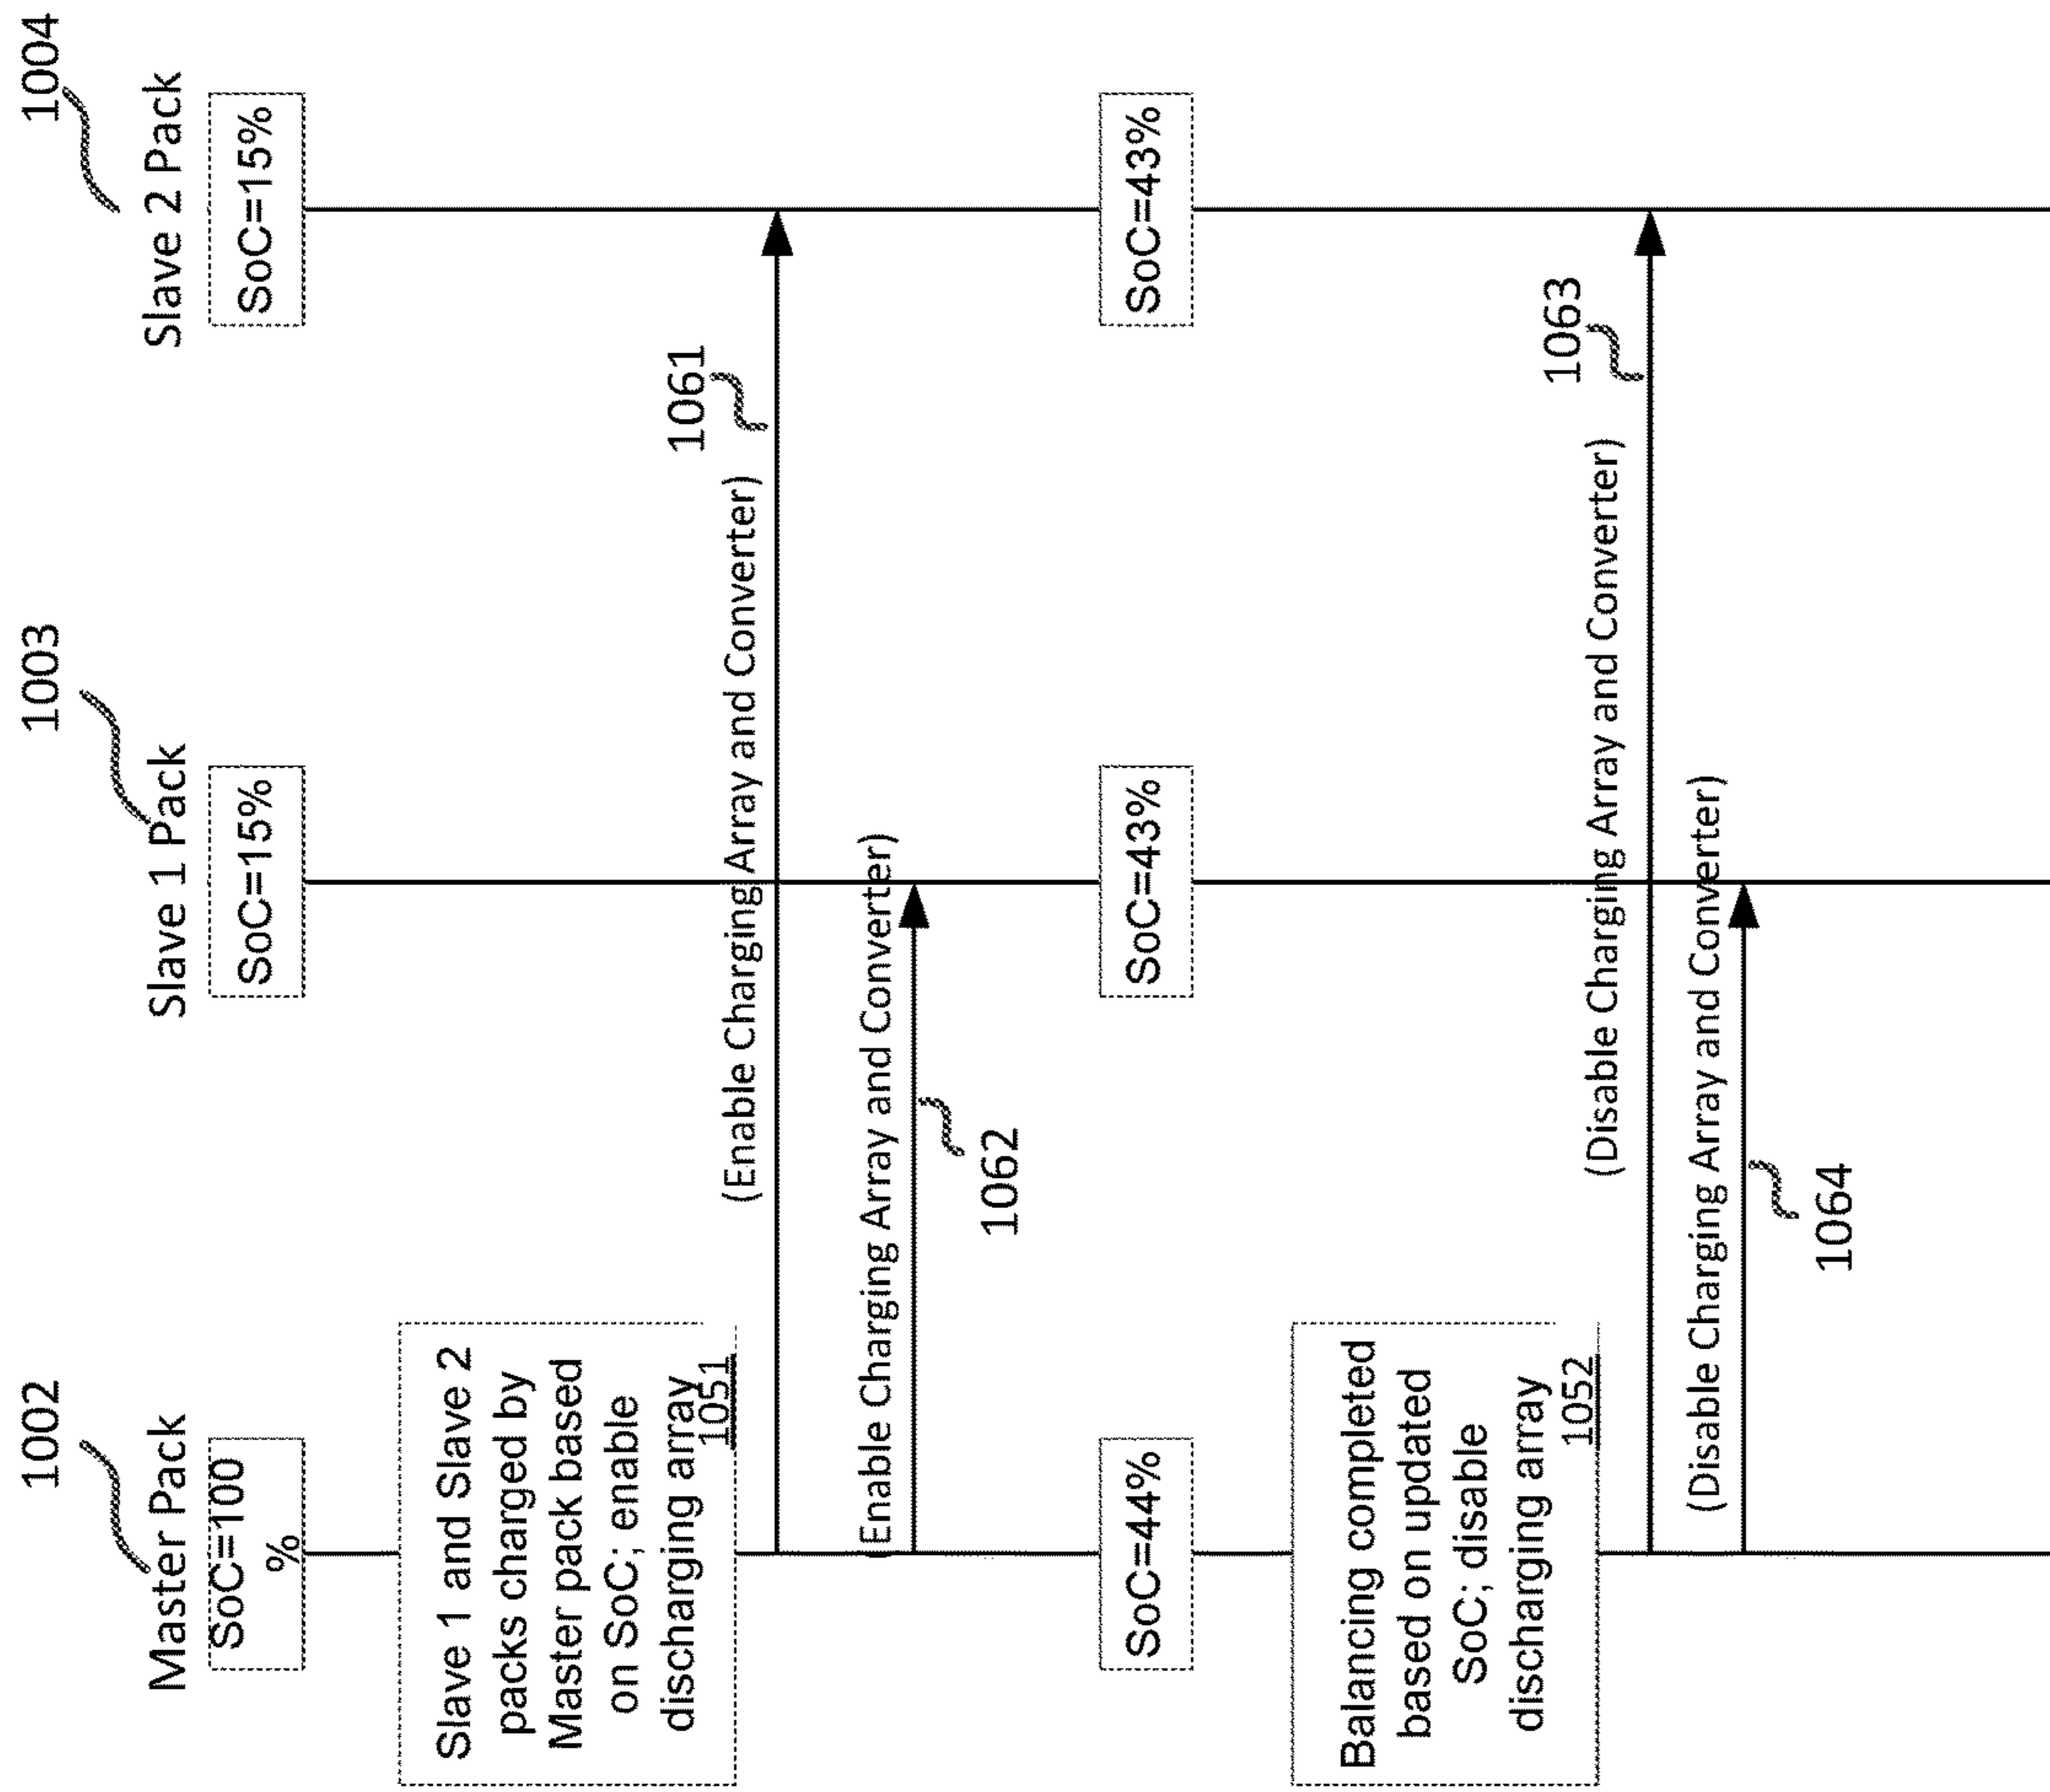 1002
1003
1004
Master Pack
Slave 1 Pack
Slave 2 Pack
SoC=100
%
SoC=15%
SoC=15%
Slave 1 and Slave 2
packs charged by
Master pack based
on SoC; enable
discharging array
1051
1061
(Enable Charging Array and Converter)
(Enable Charging Array and Converter)
1062
SoC=44%
SoC=43%
SoC=43%
Balancing completed
based on updated
SoC; disable
discharging array
1052
1063
(Disable Charging Array and Converter)
(Disable Charging Array and Converter)
1064